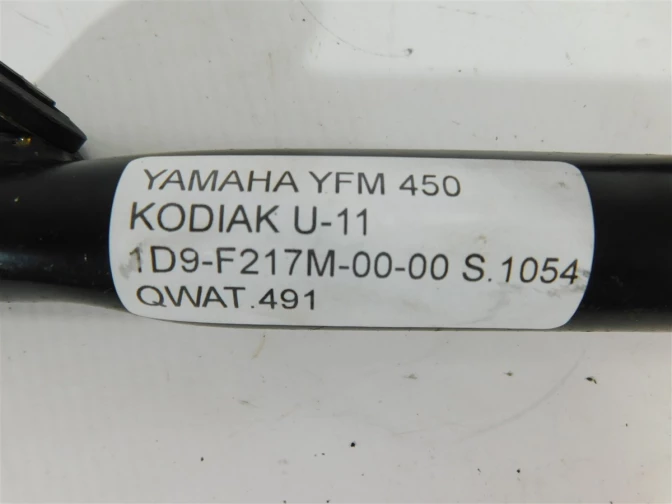 YAMAHA YFM 450
KODIAK U-11
1D9-F217M-00-00 S.1054
QWAT.491